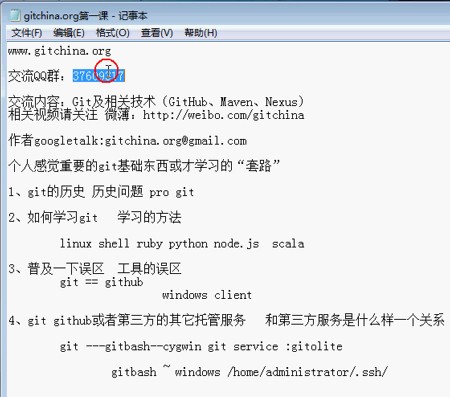 gitchina.org第一课 - 记事本
文件(F) 编辑(E) 格式(O) 查看(V) 帮助(H)
www.gitchina.org
交流QQ群:
交流内容: Git及相关技术（GitHub、Maven、Nexus）
相关视频请关注 微薄: http://weibo.com/gitchina
作者googletalk:gitchina.org@gmail.com
个人感觉重要的git基础东西或才学习的“套路”
1、git的历史 历史问题 pro git
2、如何学习git 学习的方法
linux shell ruby python node.js scala
3、普及一下误区 工具的误区
git == github
windows client
4、git github或者第三方的其它托管服务 和第三方服务是什么样一个关系
git ---gitbash--cygwin git service :gitolite
gitbash ~ windows /home/administrator/.ssh/